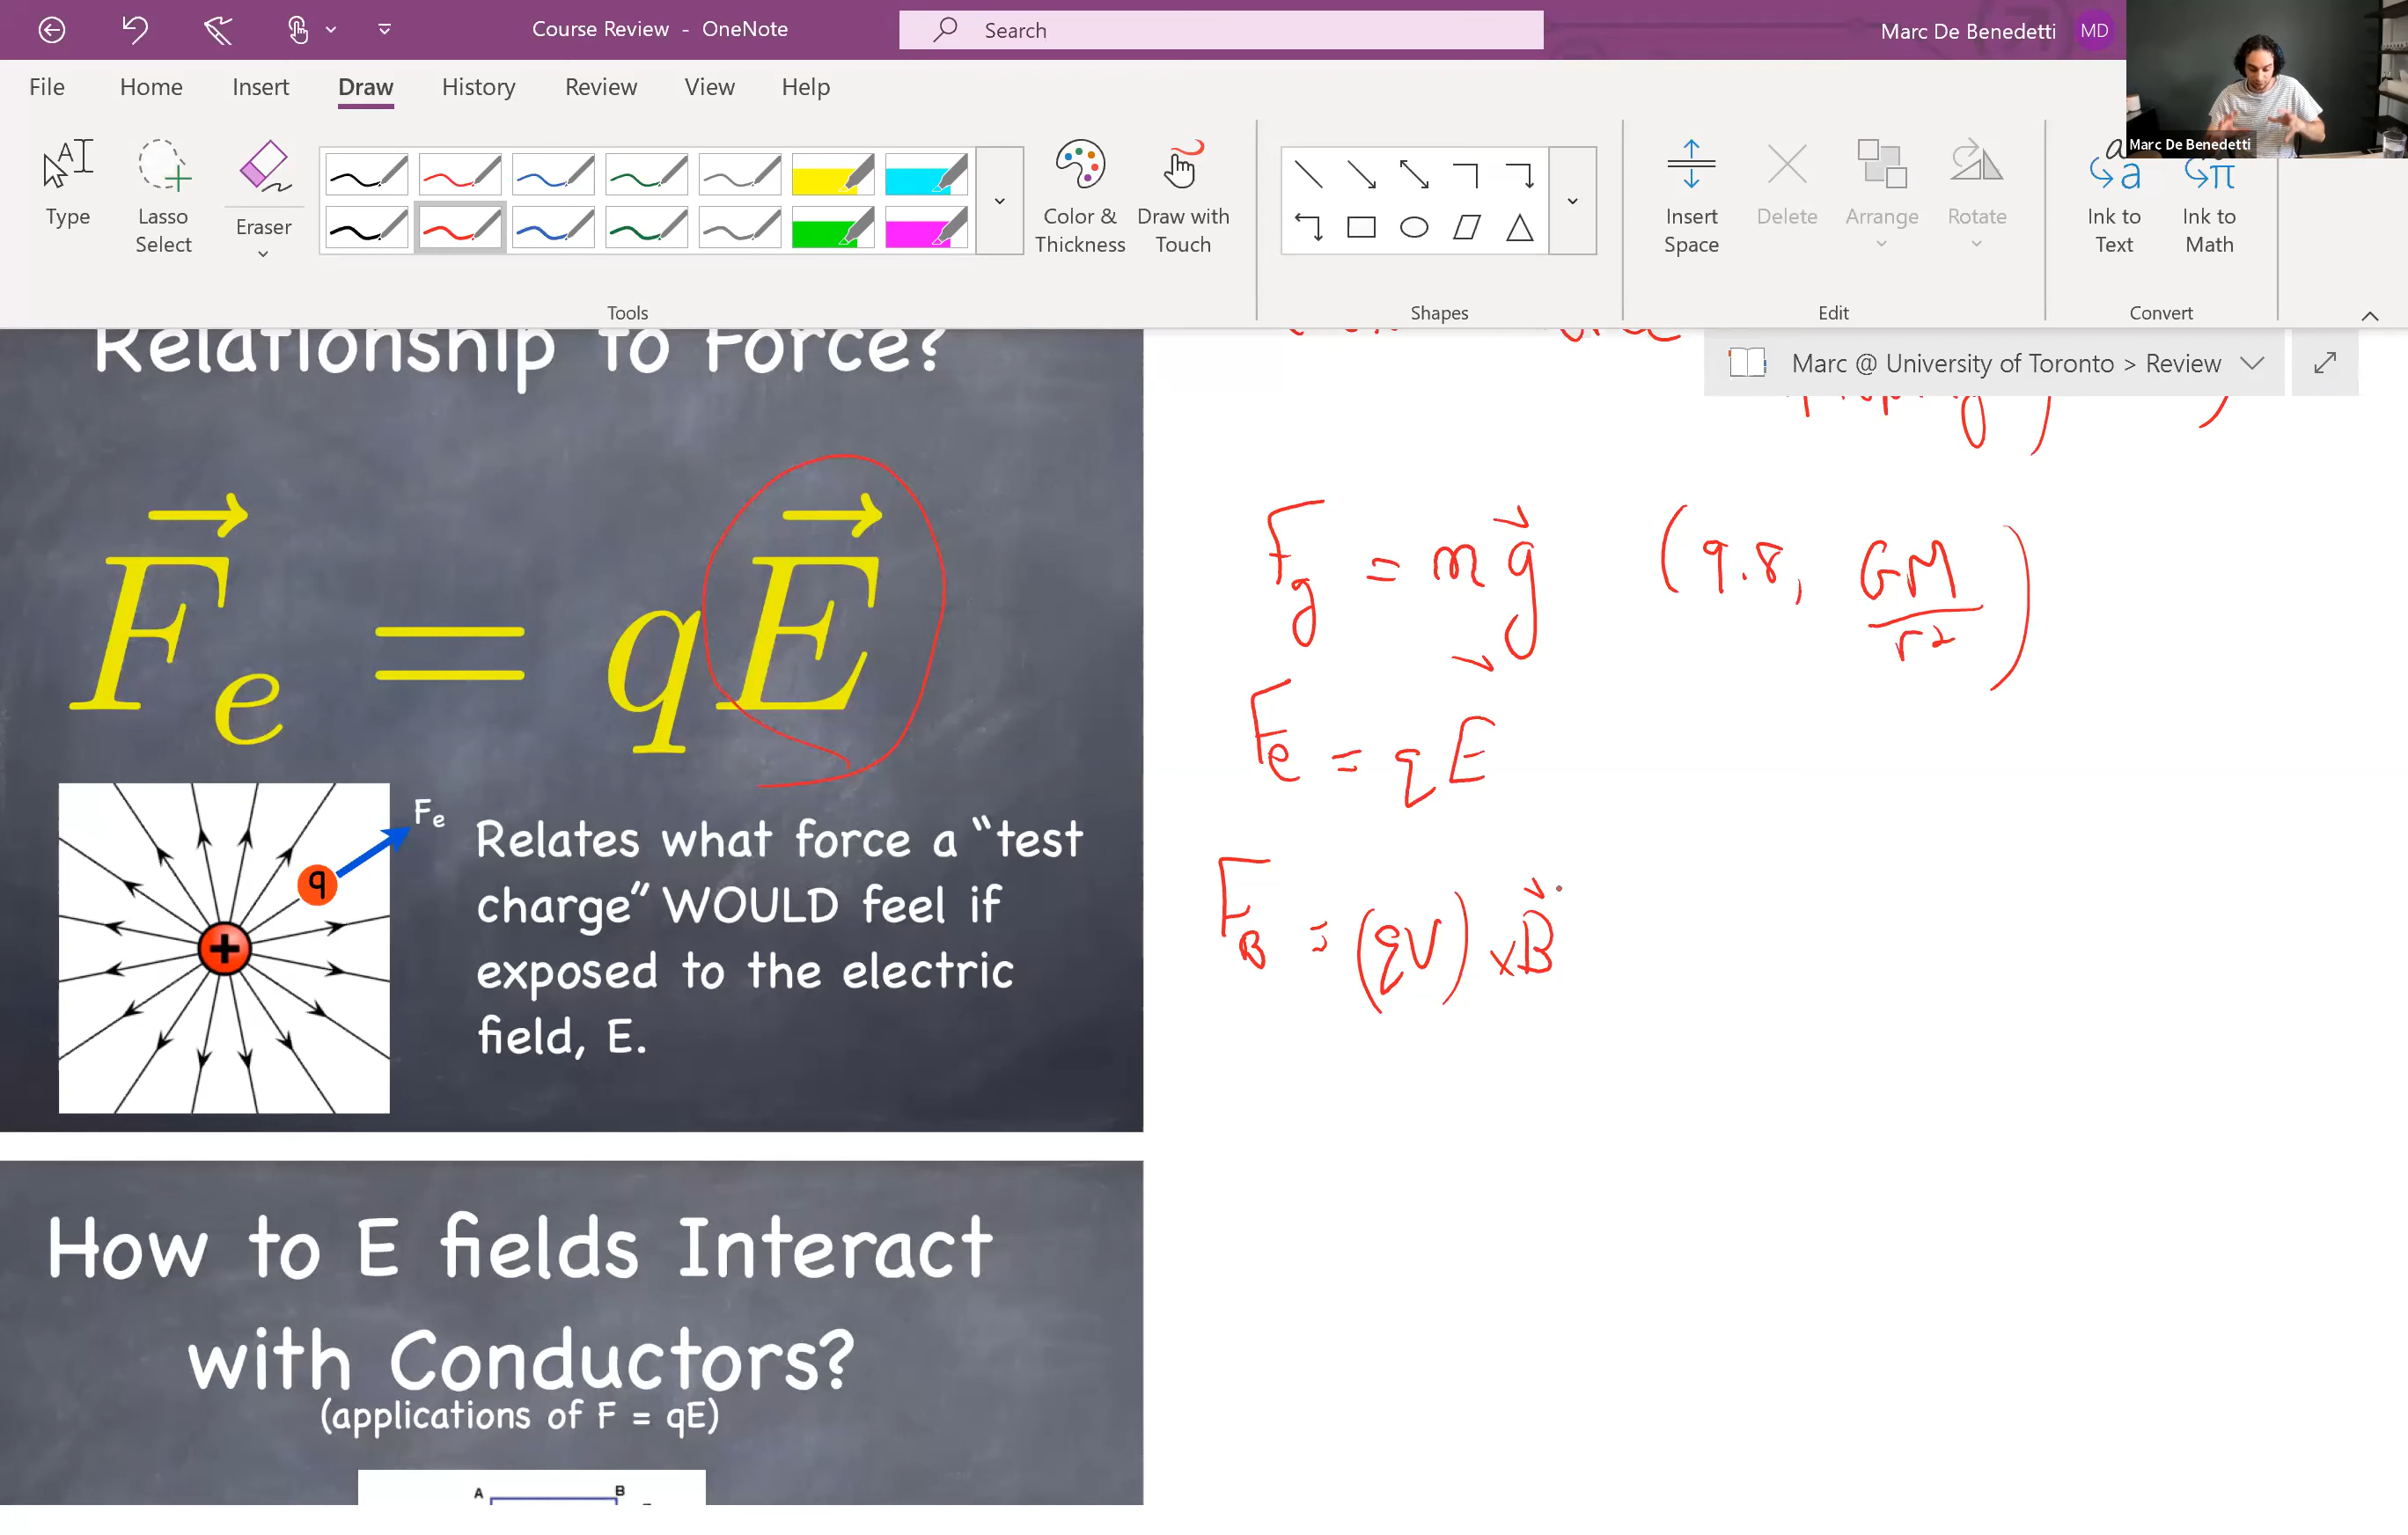 Course Review - OneNote
Search
Marc De Benedetti
MD
File Home Insert Draw History Review View Help
Marc De Benedetti
Type
Lasso Select
Eraser
Color & Thickness
Draw with Touch
Insert Space
Delete
Arrange
Rotate
Ink to Text
Ink to Math
Tools
Shapes
Edit
Convert
Marc @ University of Toronto > Review
Relationship to Force?
F⃗e = qE⃗
Fe
q
+
Relates what force a “test
charge” WOULD feel if
exposed to the electric
field, E.
How to E fields Interact
with Conductors?
(applications of F = qE)
A B
Fg = mg⃗ (9.8, GM/r²)
Fe = qE
FB = (qV) × B⃗